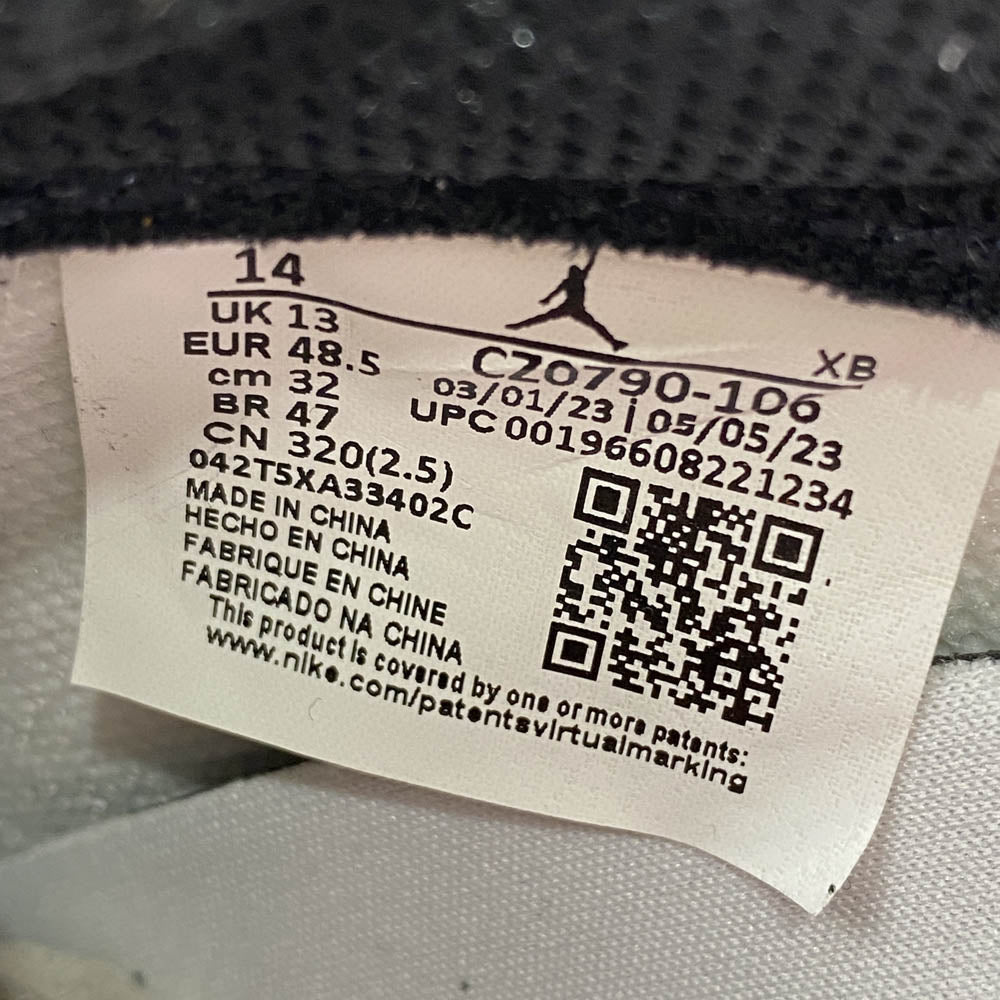 14
XB
UK 13
EUR 48.5
cm 32
BR 47
CN 320(2.5)
042T5XA33402C
CZ0790-106
03/01/23 | 05/05/23
UPC 00196608221234
MADE IN CHINA
HECHO EN CHINA
FABRIQUE EN CHINE
FABRICADO NA CHINA
This product is covered by one or more patents:
www.nike.com/patentsvirtualmarking